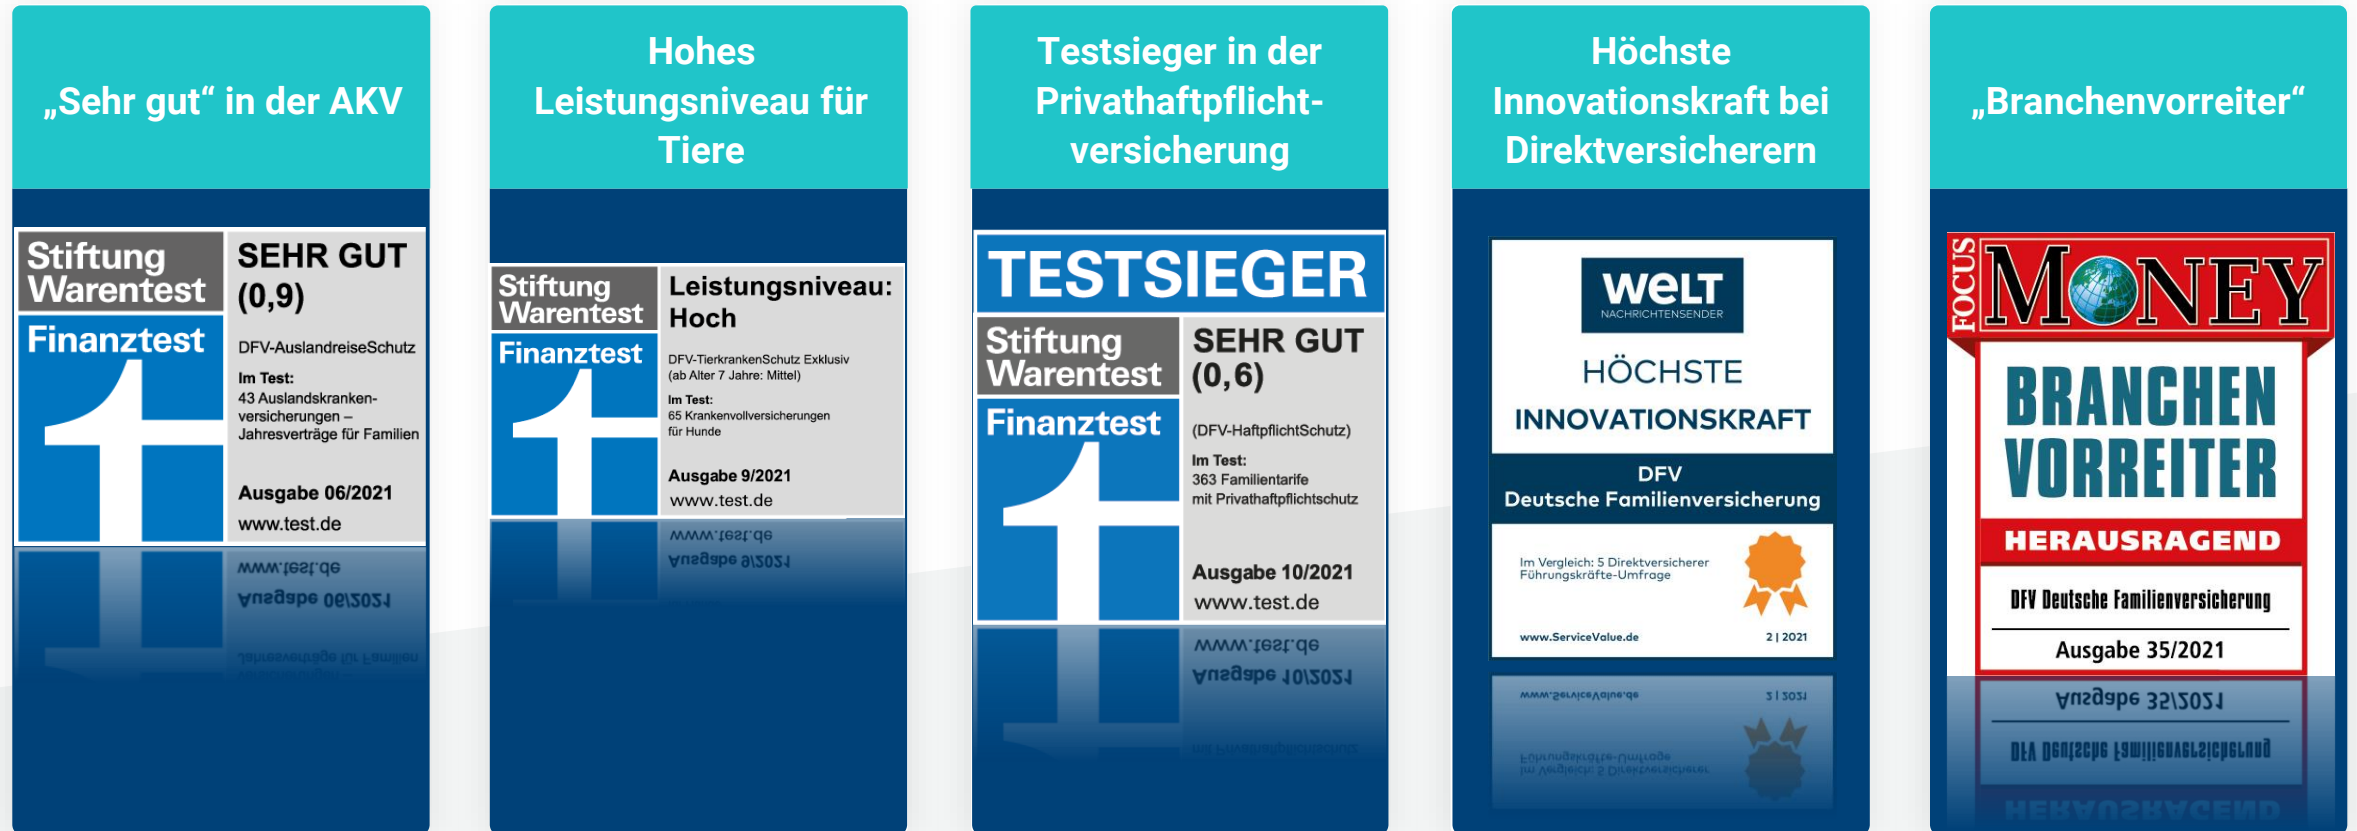 „Sehr gut“ in der AKV
Stiftung
Warentest
Finanztest
SEHR GUT
(0,9)
DFV-AuslandreiseSchutz
Im Test:
43 Auslandskranken-
versicherungen –
Jahresverträge für Familien
Ausgabe 06/2021
www.test.de
Hohes
Leistungsniveau für
Tiere
Stiftung
Warentest
Finanztest
Leistungsniveau:
Hoch
DFV-TierkrankenSchutz Exklusiv
(ab Alter 7 Jahre: Mittel)
Im Test:
65 Krankenvollversicherungen
für Hunde
Ausgabe 9/2021
www.test.de
Testsieger in der
Privathaftpflicht-
versicherung
TESTSIEGER
Stiftung
Warentest
Finanztest
SEHR GUT
(0,6)
(DFV-HaftpflichtSchutz)
Im Test:
363 Familientarife
mit Privathaftpflichtschutz
Ausgabe 10/2021
www.test.de
Höchste
Innovationskraft bei
Direktversicherern
WELT
NACHRICHTENSENDER
HÖCHSTE
INNOVATIONSKRAFT
DFV
Deutsche Familienversicherung
Im Vergleich: 5 Direktversicherer
Führungskräfte-Umfrage
www.ServiceValue.de 2 | 2021
„Branchenvorreiter“
FOCUS
MONEY
BRANCHEN
VORREITER
HERAUSRAGEND
DFV Deutsche Familienversicherung
Ausgabe 35/2021